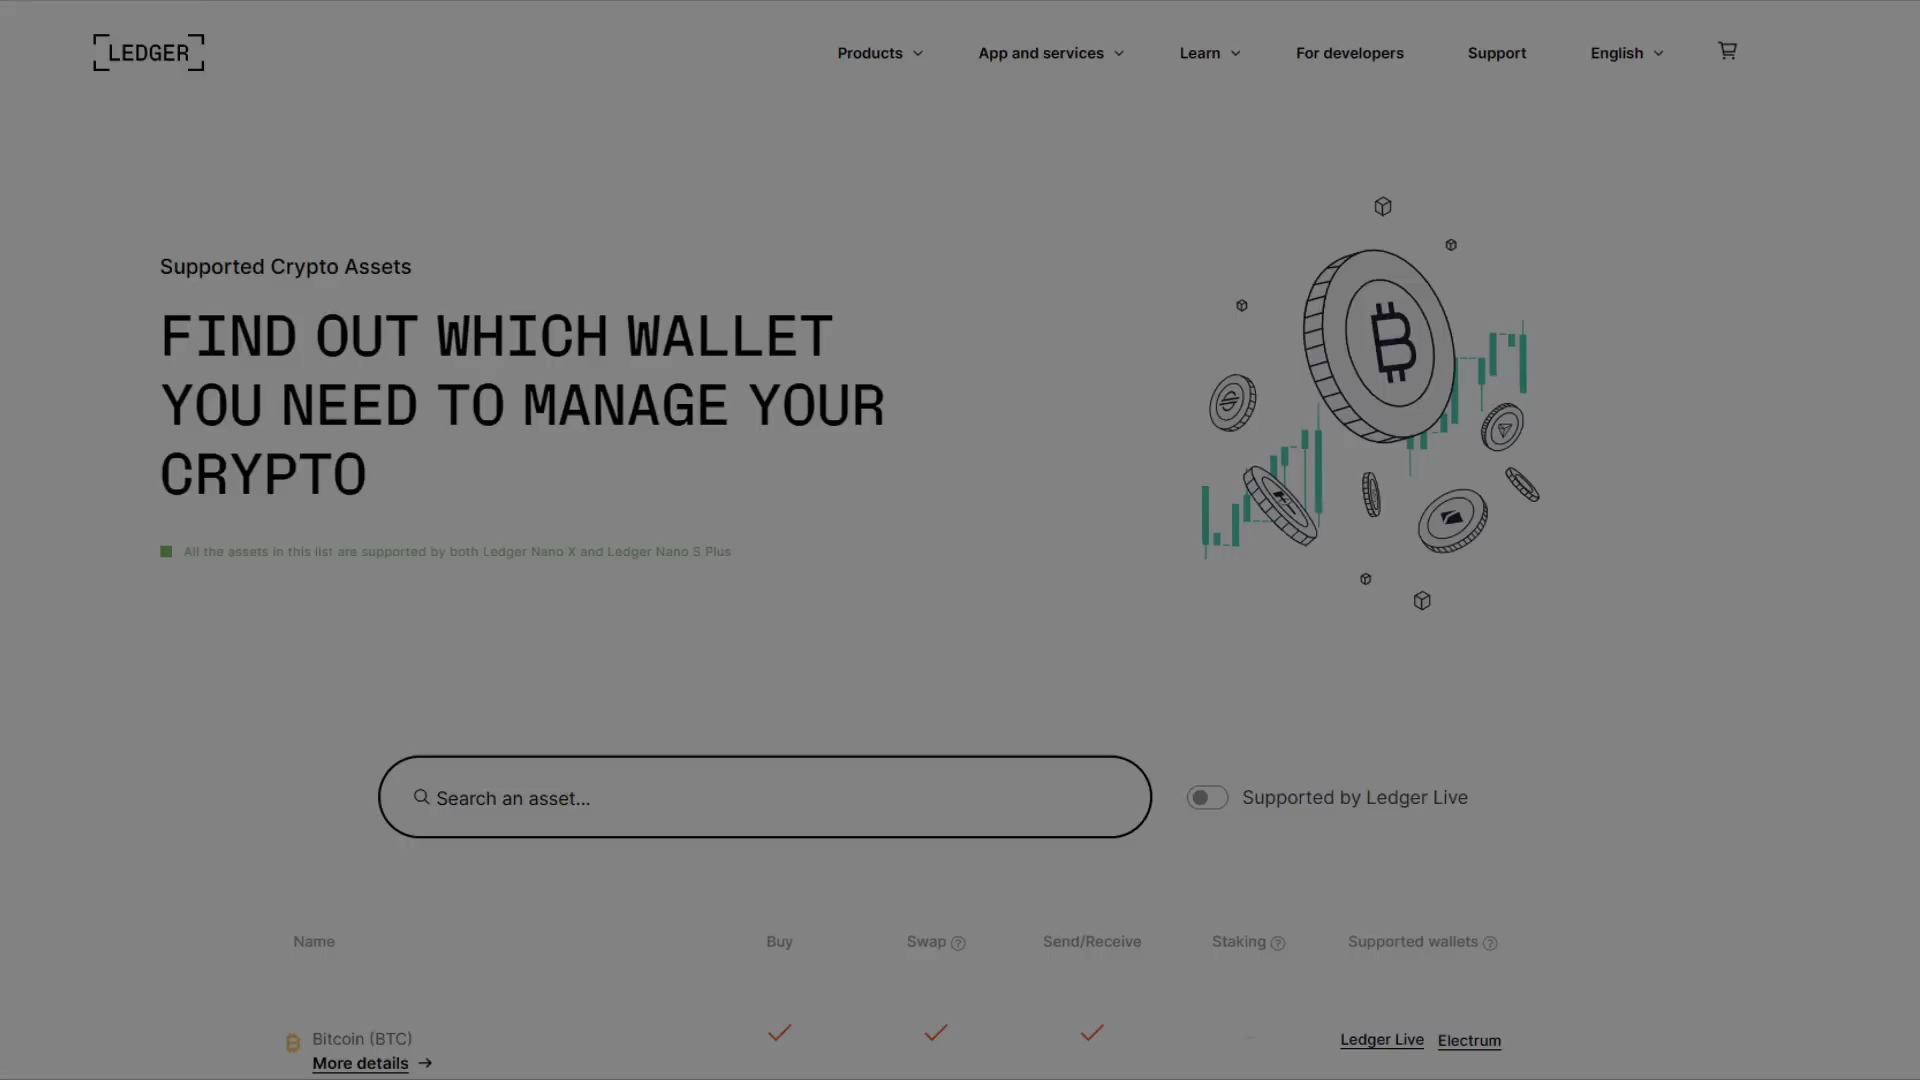 LEDGER
Products App and services Learn For developers Support English
Supported Crypto Assets
FIND OUT WHICH WALLET
YOU NEED TO MANAGE YOUR
CRYPTO
All the assets in this list are supported by both Ledger Nano X and Ledger Nano S Plus
Search an asset...
Supported by Ledger Live
Name Buy Swap ? Send/Receive Staking ? Supported wallets ?
Bitcoin (BTC) Ledger Live Electrum
More details →